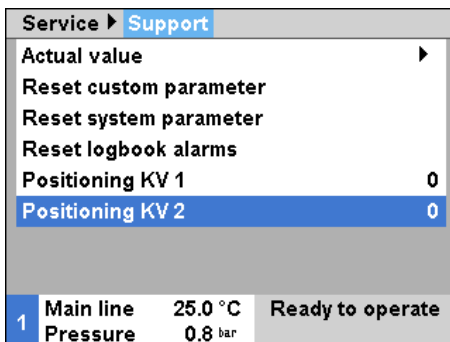 Service ▶ Support
Actual value ▶
Reset custom parameter
Reset system parameter
Reset logbook alarms
Positioning KV 1 0
Positioning KV 2 0
1 Main line 25.0 °C Ready to operate
Pressure 0.8 bar